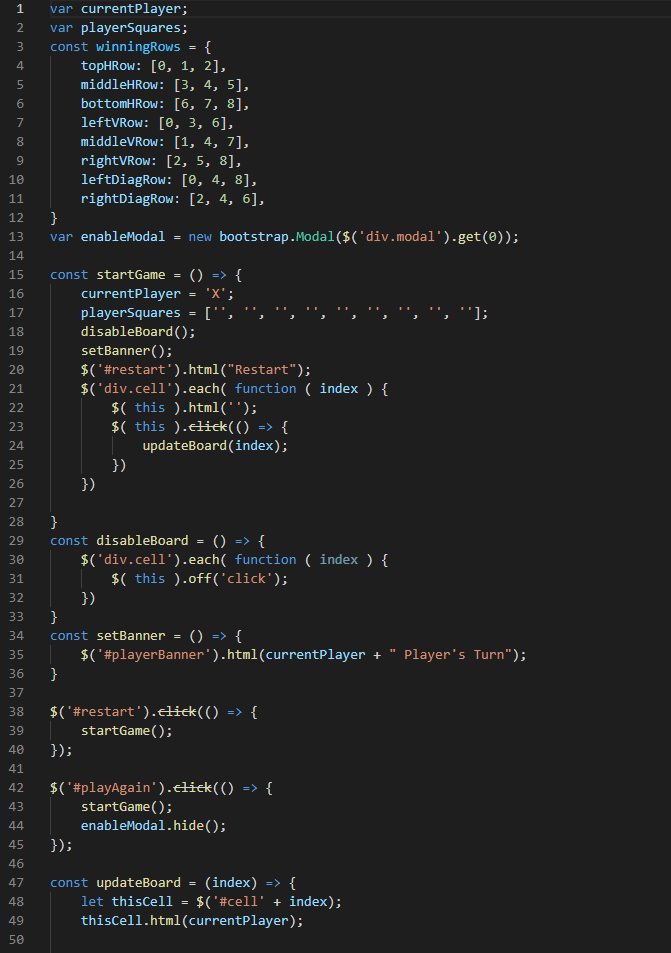 1 var currentPlayer;
2 var playerSquares;
3 const winningRows = {
4     topHRow: [0, 1, 2],
5     middleHRow: [3, 4, 5],
6     bottomHRow: [6, 7, 8],
7     leftVRow: [0, 3, 6],
8     middleVRow: [1, 4, 7],
9     rightVRow: [2, 5, 8],
10     leftDiagRow: [0, 4, 8],
11     rightDiagRow: [2, 4, 6],
12 }
13 var enableModal = new bootstrap.Modal($('div.modal').get(0));
14
15 const startGame = () => {
16     currentPlayer = 'X';
17     playerSquares = ['', '', '', '', '', '', '', '', ''];
18     disableBoard();
19     setBanner();
20     $('#restart').html("Restart");
21     $('div.cell').each( function ( index ) {
22         $( this ).html('');
23         $( this ).click(() => {
24             updateBoard(index);
25         })
26     })
27
28 }
29 const disableBoard = () => {
30     $('div.cell').each( function ( index ) {
31         $( this ).off('click');
32     })
33 }
34 const setBanner = () => {
35     $('#playerBanner').html(currentPlayer + " Player's Turn");
36 }
37
38 $('#restart').click(() => {
39     startGame();
40 });
41
42 $('#playAgain').click(() => {
43     startGame();
44     enableModal.hide();
45 });
46
47 const updateBoard = (index) => {
48     let thisCell = $('#cell' + index);
49     thisCell.html(currentPlayer);
50